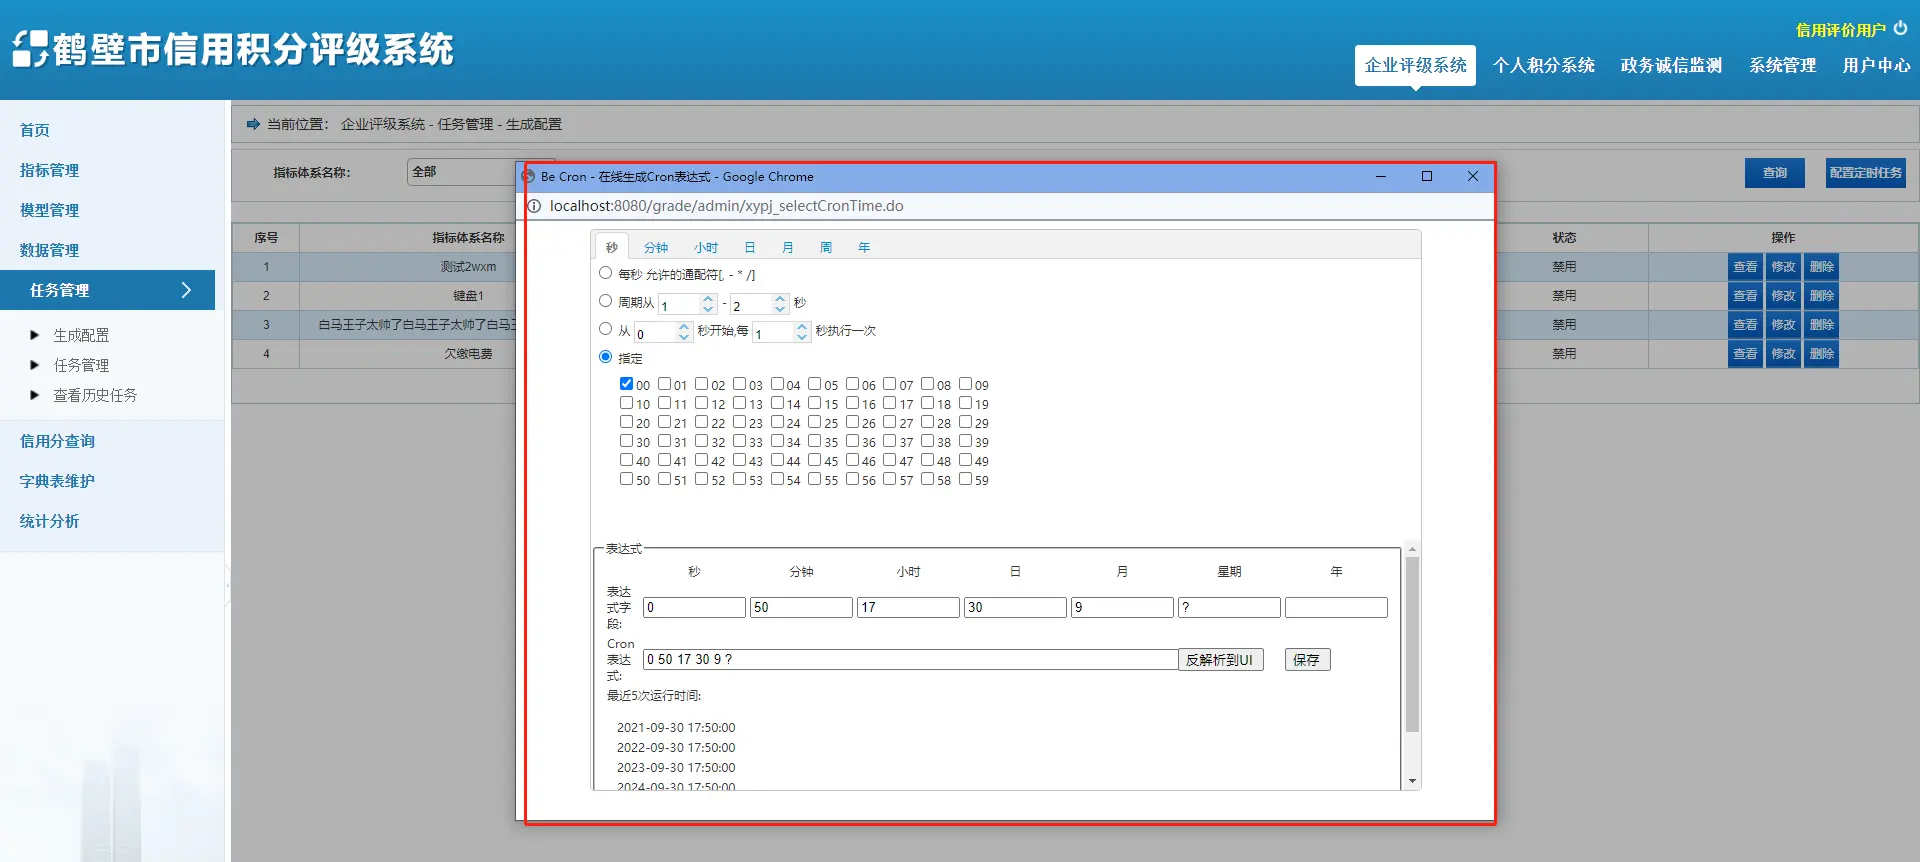 鹤壁市信用积分评级系统
信用评价用户
企业评级系统 个人积分系统 政务诚信监测 系统管理 用户中心
首页
指标管理
模型管理
数据管理
任务管理
生成配置
任务管理
查看历史任务
信用分查询
字典表维护
统计分析
当前位置： 企业评级系统 - 任务管理 - 生成配置
指标体系名称： 全部 查询 配置定时任务
序号 指标体系名称 状态 操作
1 测试2wxm 禁用 查看 修改 删除
2 键盘1 禁用 查看 修改 删除
3 白马王子太帅了白马王子太帅了白马王 禁用 查看 修改 删除
4 欠缴电费 禁用 查看 修改 删除
Be Cron - 在线生成Cron表达式 - Google Chrome
localhost:8080/grade/admin/xypj_selectCronTime.do
秒 分钟 小时 日 月 周 年
每秒 允许的通配符[, - * /]
周期从 1 - 2 秒
从 0 秒开始,每 1 秒执行一次
指定
00 01 02 03 04 05 06 07 08 09
10 11 12 13 14 15 16 17 18 19
20 21 22 23 24 25 26 27 28 29
30 31 32 33 34 35 36 37 38 39
40 41 42 43 44 45 46 47 48 49
50 51 52 53 54 55 56 57 58 59
表达式
秒 分钟 小时 日 月 星期 年
表达式字段: 0 50 17 30 9 ?
Cron表达式: 0 50 17 30 9 ? 反解析到UI 保存
最近5次运行时间:
2021-09-30 17:50:00
2022-09-30 17:50:00
2023-09-30 17:50:00
2024-09-30 17:50:00